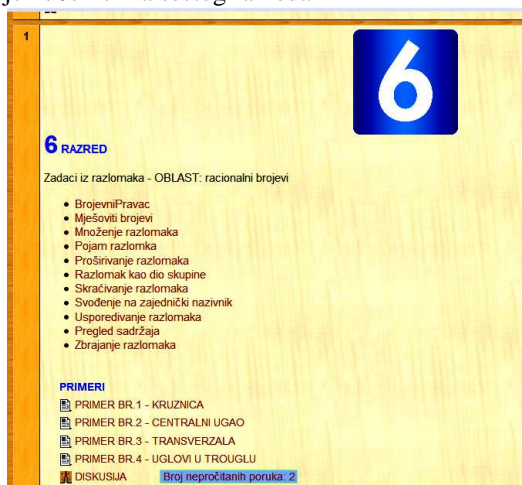 1
6
6 RAZRED
Zadaci iz razlomaka - OBLAST: racionalni brojevi
BrojevniPravac
Mješoviti brojevi
Množenje razlomaka
Pojam razlomka
Proširivanje razlomaka
Razlomak kao dio skupine
Skraćivanje razlomaka
Svođenje na zajednički nazivnik
Uspoređivanje razlomaka
Pregled sadržaja
Zbrajanje razlomaka
PRIMERI
PRIMER BR.1 - KRUZNICA
PRIMER BR.2 - CENTRALNI UGAO
PRIMER BR.3 - TRANSVERZALA
PRIMER BR.4 - UGLOVI U TROUGLU
DISKUSIJA Broj nepročitanih poruka: 2